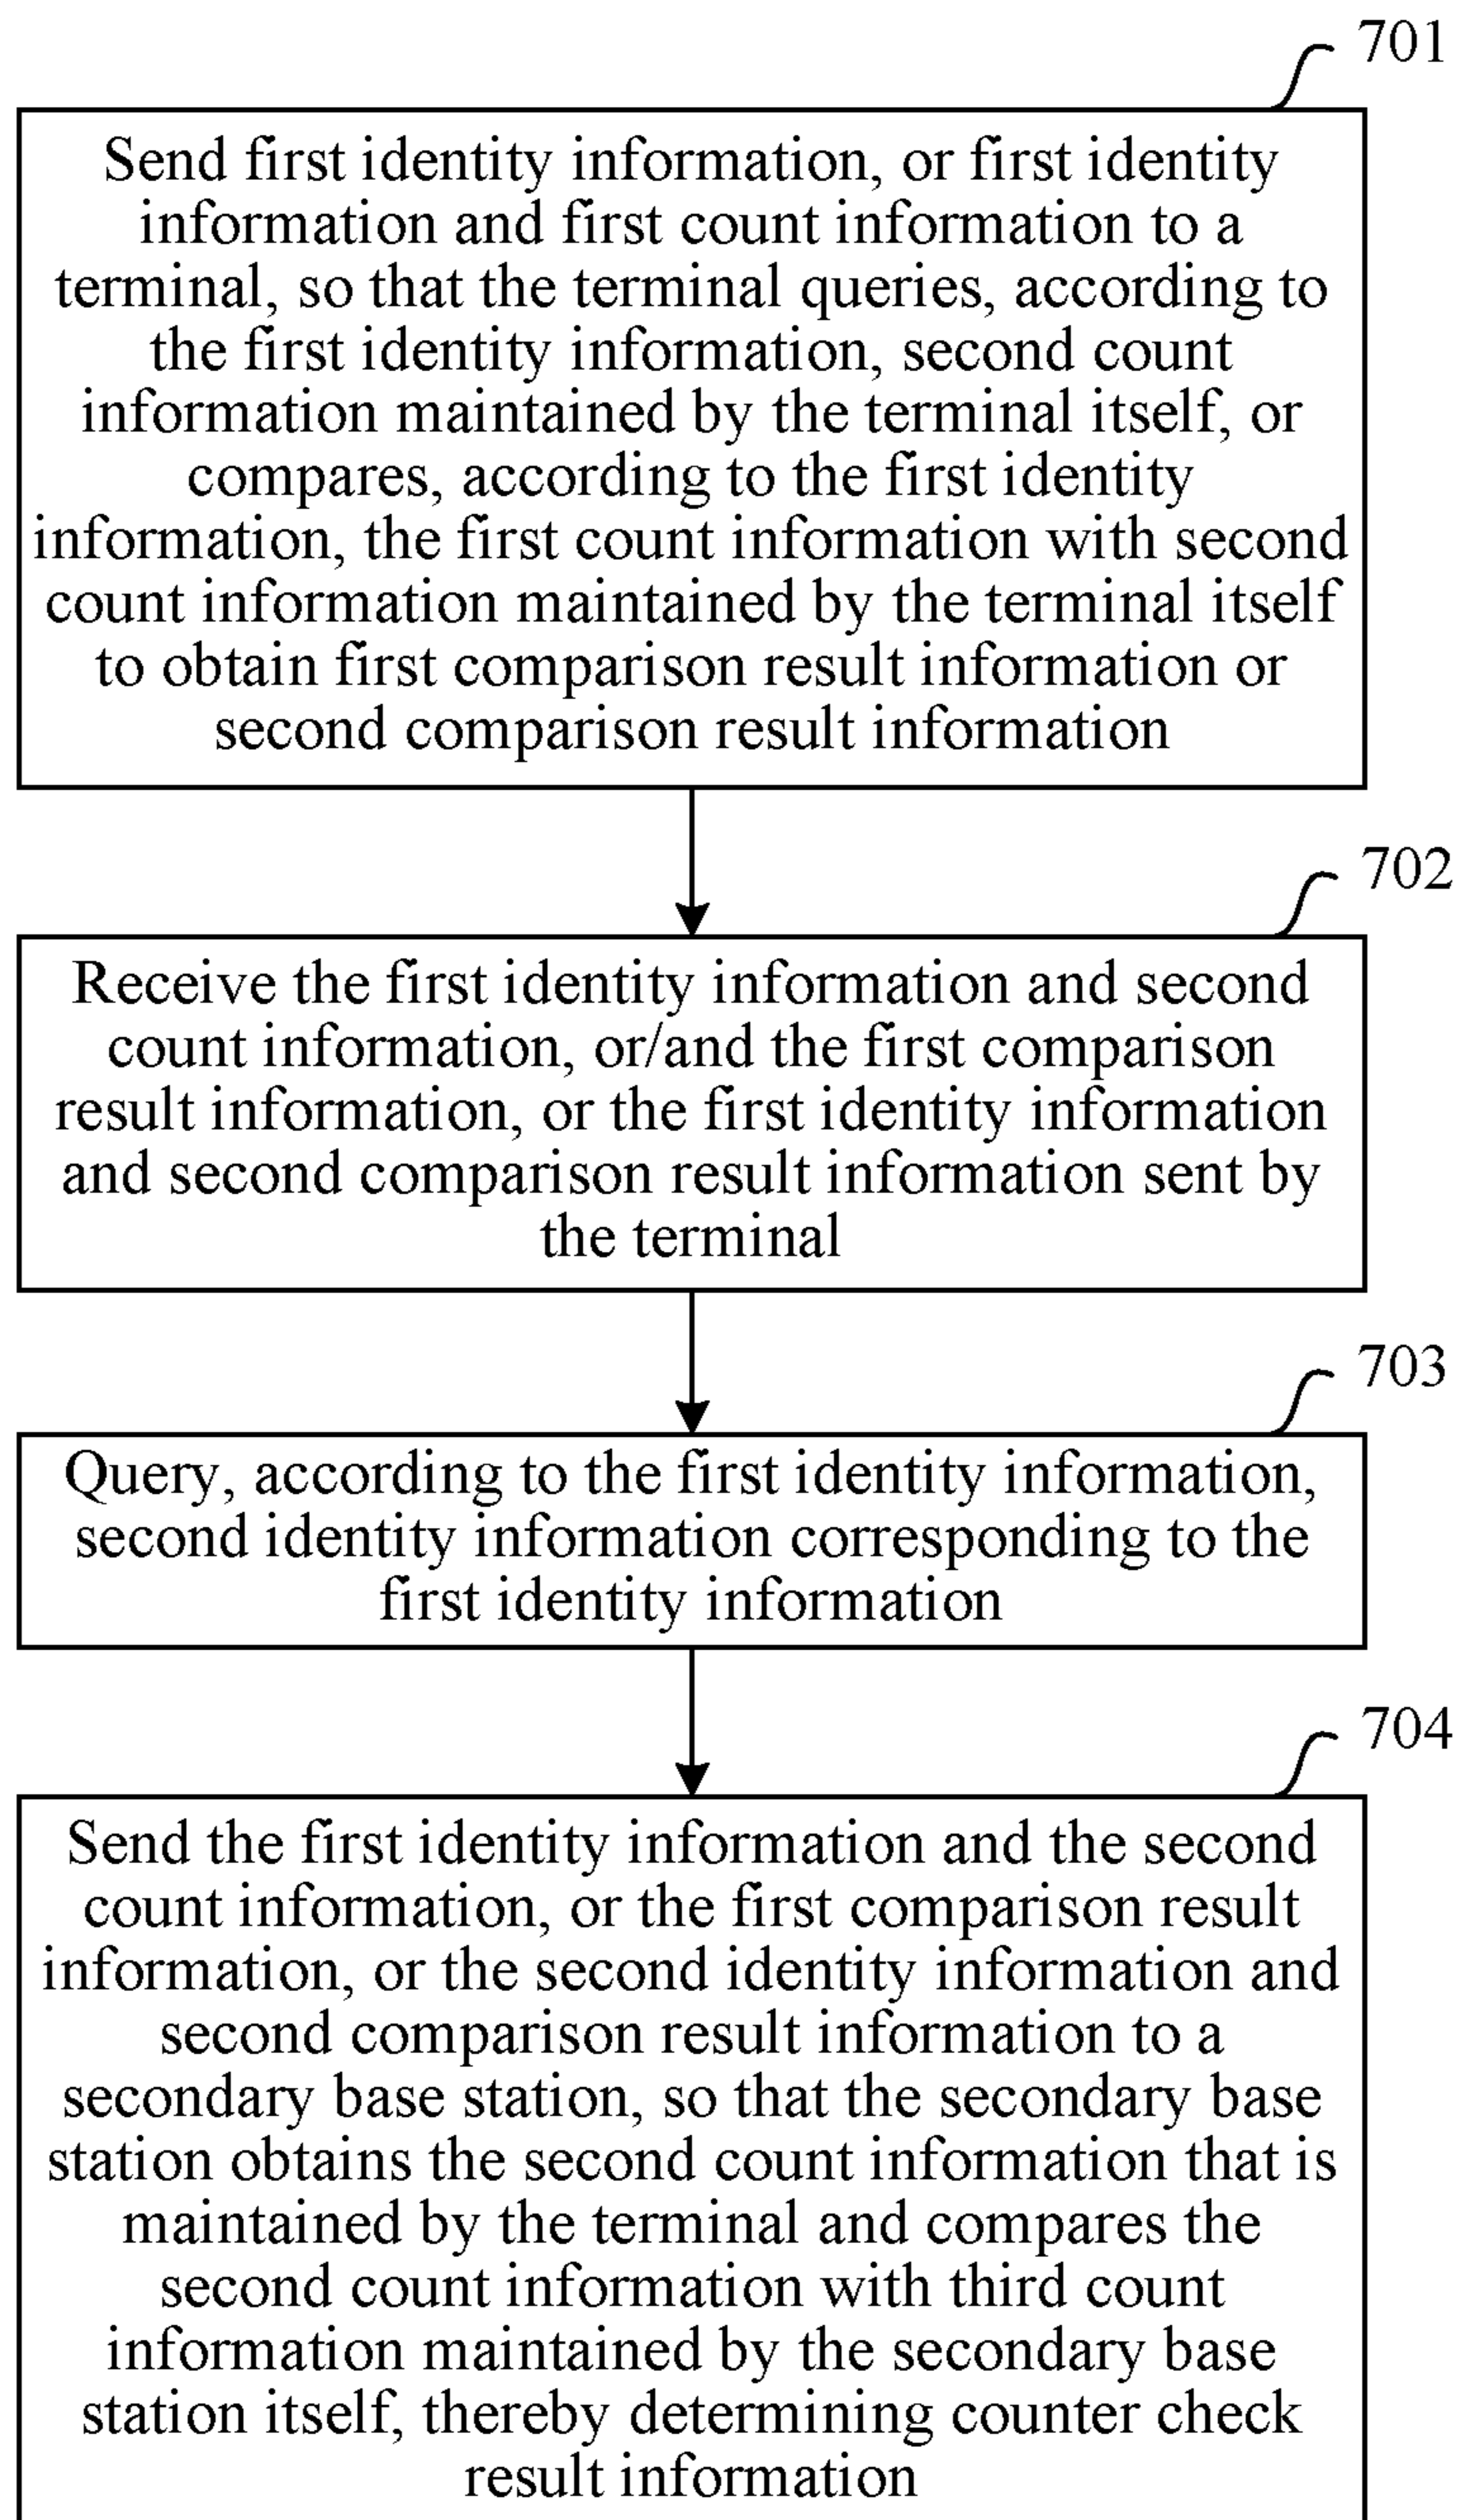 701
Send first identity information, or first identity
information and first count information to a
terminal, so that the terminal queries, according to
the first identity information, second count
information maintained by the terminal itself, or
compares, according to the first identity
information, the first count information with second
count information maintained by the terminal itself
to obtain first comparison result information or
second comparison result information
702
Receive the first identity information and second
count information, or/and the first comparison
result information, or the first identity information
and second comparison result information sent by
the terminal
703
Query, according to the first identity information,
second identity information corresponding to the
first identity information
704
Send the first identity information and the second
count information, or the first comparison result
information, or the second identity information and
second comparison result information to a
secondary base station, so that the secondary base
station obtains the second count information that is
maintained by the terminal and compares the
second count information with third count
information maintained by the secondary base
station itself, thereby determining counter check
result information